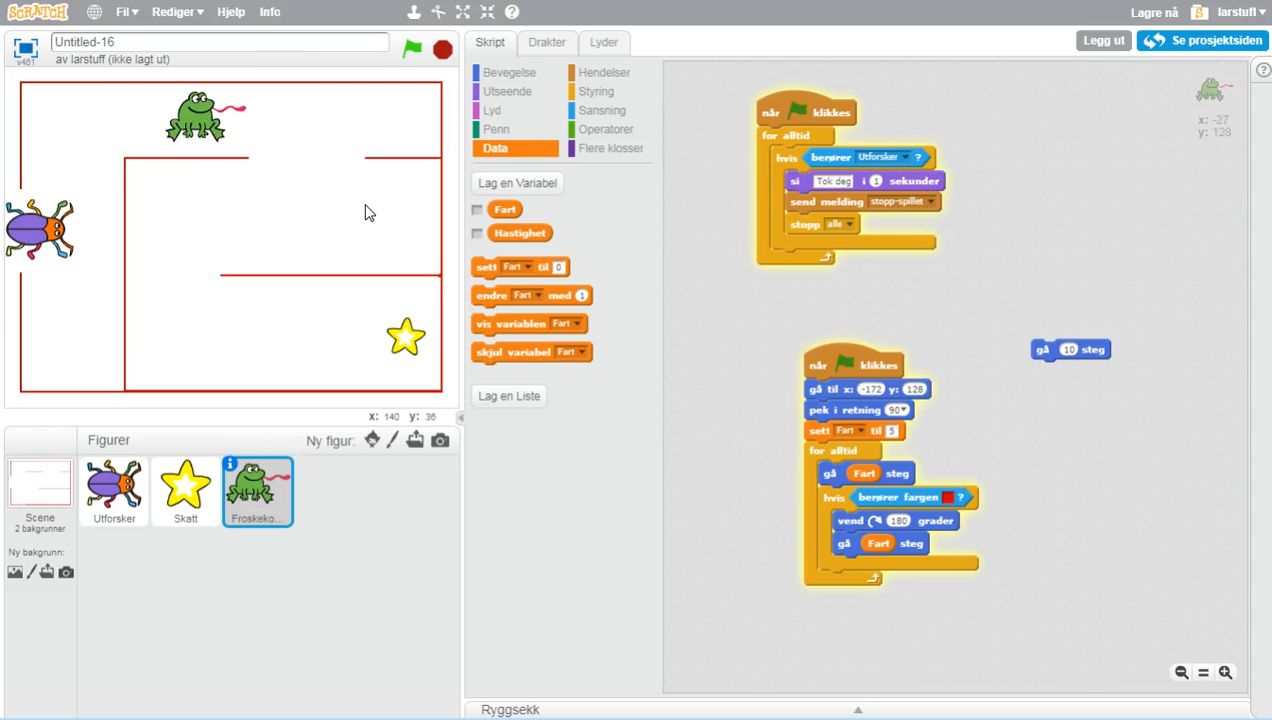 SCRATCH Fil▾ Rediger▾ Hjelp Info Lagre nå larstufl▾
v461 Untitled-16
av larstuff (ikke lagt ut)
Skript Drakter Lyder Legg ut Se prosjektsiden
Bevegelse Hendelser
Utseende Styring
Lyd Sansning
Penn Operatorer
Data Flere klosser
Lag en Variabel
Fart
Hastighet
sett Fart til 0
endre Fart med 1
vis variablen Fart
skjul variabel Fart
Lag en Liste
når klikkes
for alltid
hvis berører Utforsker ?
si Tok deg i 1 sekunder
send melding stopp-spillet
stopp alle
gå 10 steg
når klikkes
gå til x: -172 y: 128
pek i retning 90▾
sett Fart til 5
for alltid
gå Fart steg
hvis berører fargen ?
vend 180 grader
gå Fart steg
x: -27
y: 128
x: 140 y: 36
Figurer Ny figur:
Scene
2 bakgrunner
Ny bakgrunn:
Utforsker Skatt Froskeko...
Ryggsekk